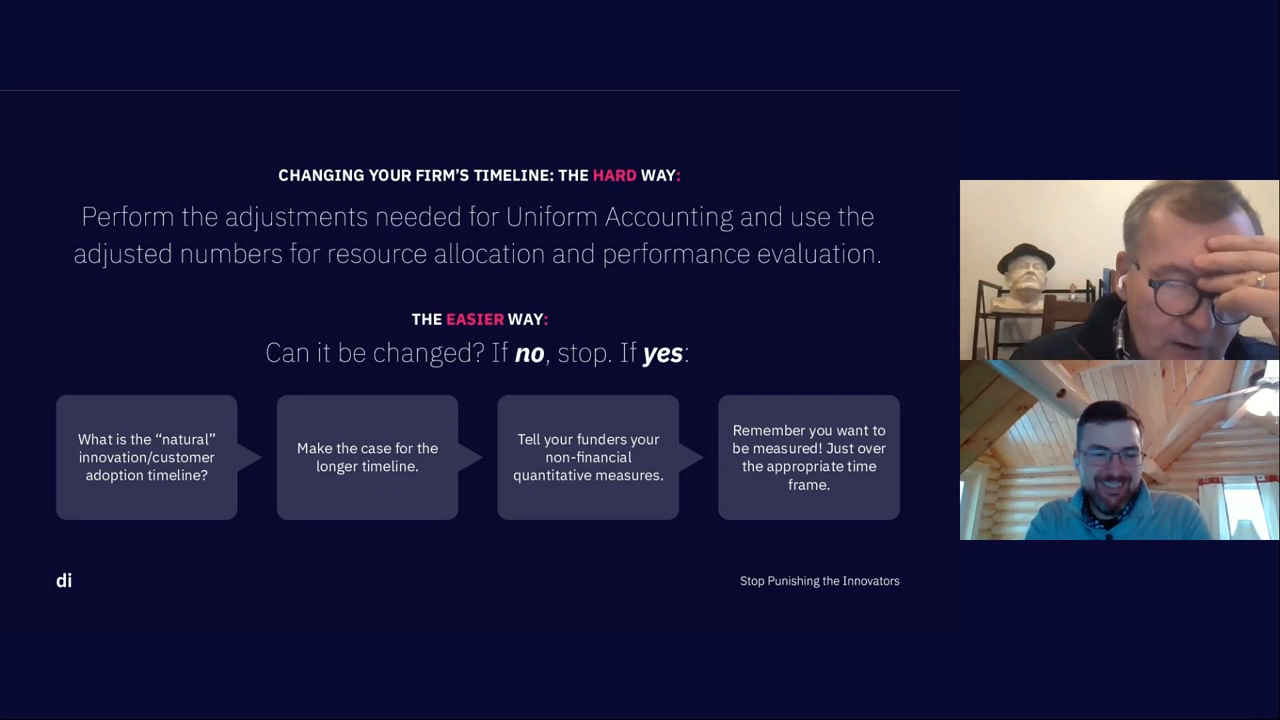 CHANGING YOUR FIRM’S TIMELINE: THE HARD WAY:
Perform the adjustments needed for Uniform Accounting and use the
adjusted numbers for resource allocation and performance evaluation.
THE EASIER WAY:
Can it be changed? If no, stop. If yes:
What is the “natural”
innovation/customer
adoption timeline?
Make the case for the
longer timeline.
Tell your funders your
non-financial
quantitative measures.
Remember you want to
be measured! Just over
the appropriate time
frame.
di
Stop Punishing the Innovators